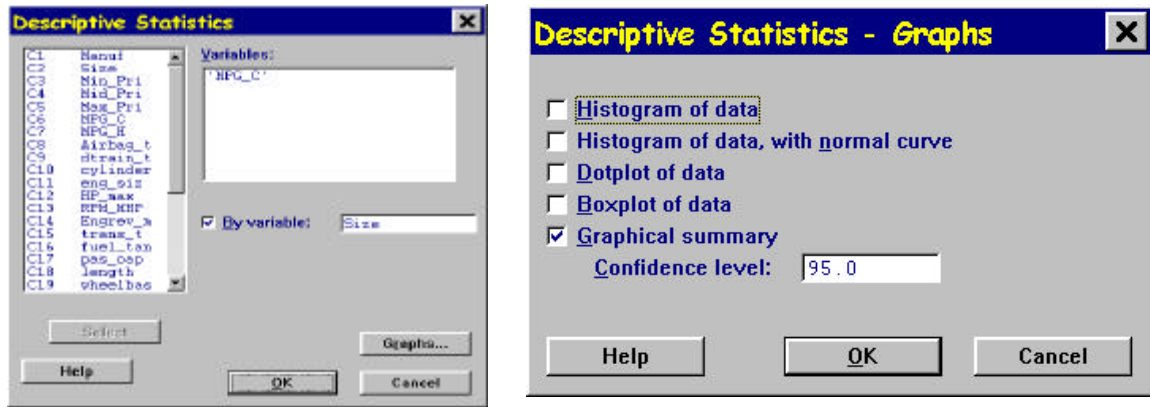 Descriptive Statistics
C1 Manuf
C2 Size
C3 Min_Pri
C4 Mid_Pri
C5 Max_Pri
C6 MPG_C
C7 MPG_H
C8 Airbag_t
C9 dtrain_t
C10 cylinder
C11 eng_siz
C12 HP_max
C13 RPM_MHP
C14 Engrev_m
C15 trans_t
C16 fuel_tan
C17 pas_cap
C18 length
C19 wheelbas
Variables:
'MPG_C'
By variable: Size
Select
Graphs...
Help
OK
Cancel
Descriptive Statistics - Graphs
Histogram of data
Histogram of data, with normal curve
Dotplot of data
Boxplot of data
Graphical summary
Confidence level: 95.0
Help
OK
Cancel